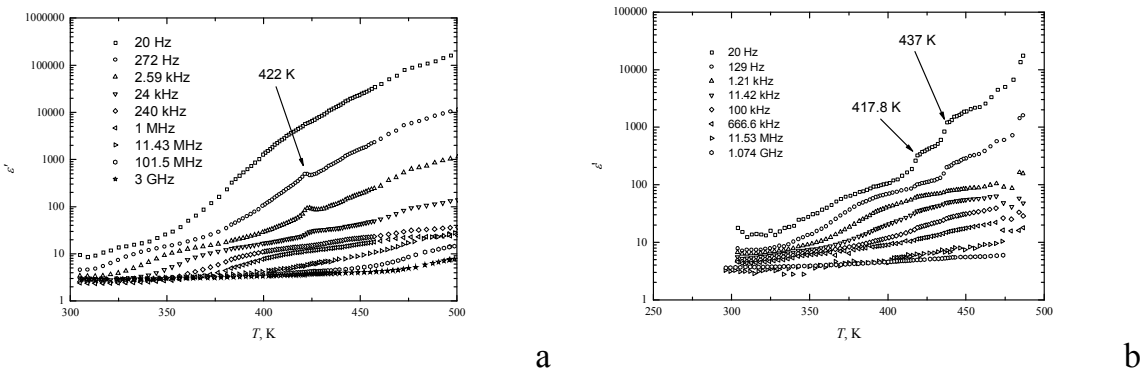 1000000
100000
10000
1000
100
10
1
ε'
20 Hz
272 Hz
2.59 kHz
24 kHz
240 kHz
1 MHz
11.43 MHz
101.5 MHz
3 GHz
422 K
300 350 400 450 500
T, K
a
100000
10000
1000
100
10
1
20 Hz
129 Hz
1.21 kHz
11.42 kHz
100 kHz
666.6 kHz
11.53 MHz
1.074 GHz
437 K
417.8 K
250 300 350 400 450 500
T, K
b